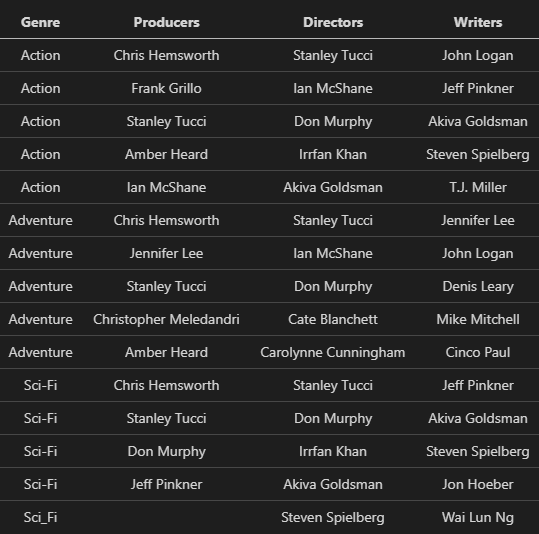 Genre Producers Directors Writers
Action Chris Hemsworth Stanley Tucci John Logan
Action Frank Grillo Ian McShane Jeff Pinkner
Action Stanley Tucci Don Murphy Akiva Goldsman
Action Amber Heard Irrfan Khan Steven Spielberg
Action Ian McShane Akiva Goldsman T.J. Miller
Adventure Chris Hemsworth Stanley Tucci Jennifer Lee
Adventure Jennifer Lee Ian McShane John Logan
Adventure Stanley Tucci Don Murphy Denis Leary
Adventure Christopher Meledandri Cate Blanchett Mike Mitchell
Adventure Amber Heard Carolynne Cunningham Cinco Paul
Sci-Fi Chris Hemsworth Stanley Tucci Jeff Pinkner
Sci-Fi Stanley Tucci Don Murphy Akiva Goldsman
Sci-Fi Don Murphy Irrfan Khan Steven Spielberg
Sci-Fi Jeff Pinkner Akiva Goldsman Jon Hoeber
Sci_Fi Steven Spielberg Wai Lun Ng